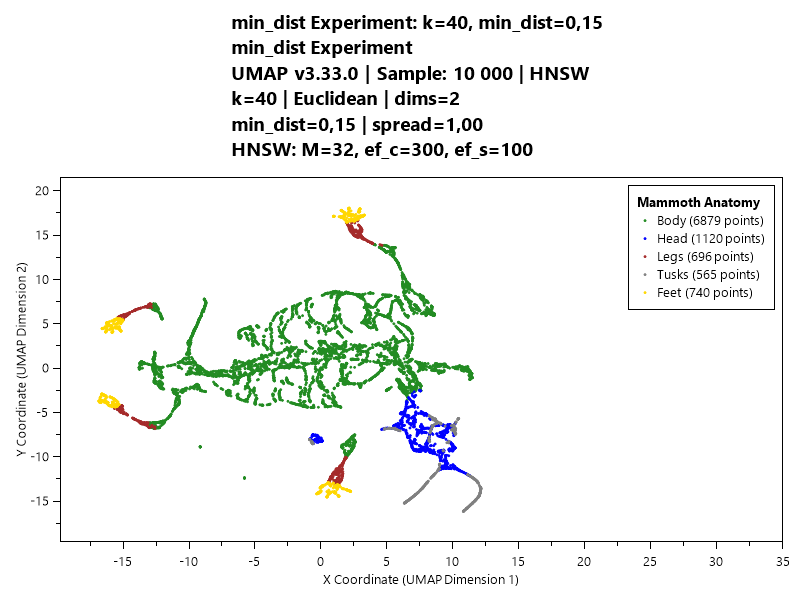 min_dist Experiment: k=40, min_dist=0,15
min_dist Experiment
UMAP v3.33.0 | Sample: 10 000 | HNSW
k=40 | Euclidean | dims=2
min_dist=0,15 | spread=1,00
HNSW: M=32, ef_c=300, ef_s=100
Mammoth Anatomy
Body (6879 points)
Head (1120 points)
Legs (696 points)
Tusks (565 points)
Feet (740 points)
Y Coordinate (UMAP Dimension 2)
20
15
10
5
0
-5
-10
-15
-15
-10
-5
0
5
10
15
20
25
30
35
X Coordinate (UMAP Dimension 1)